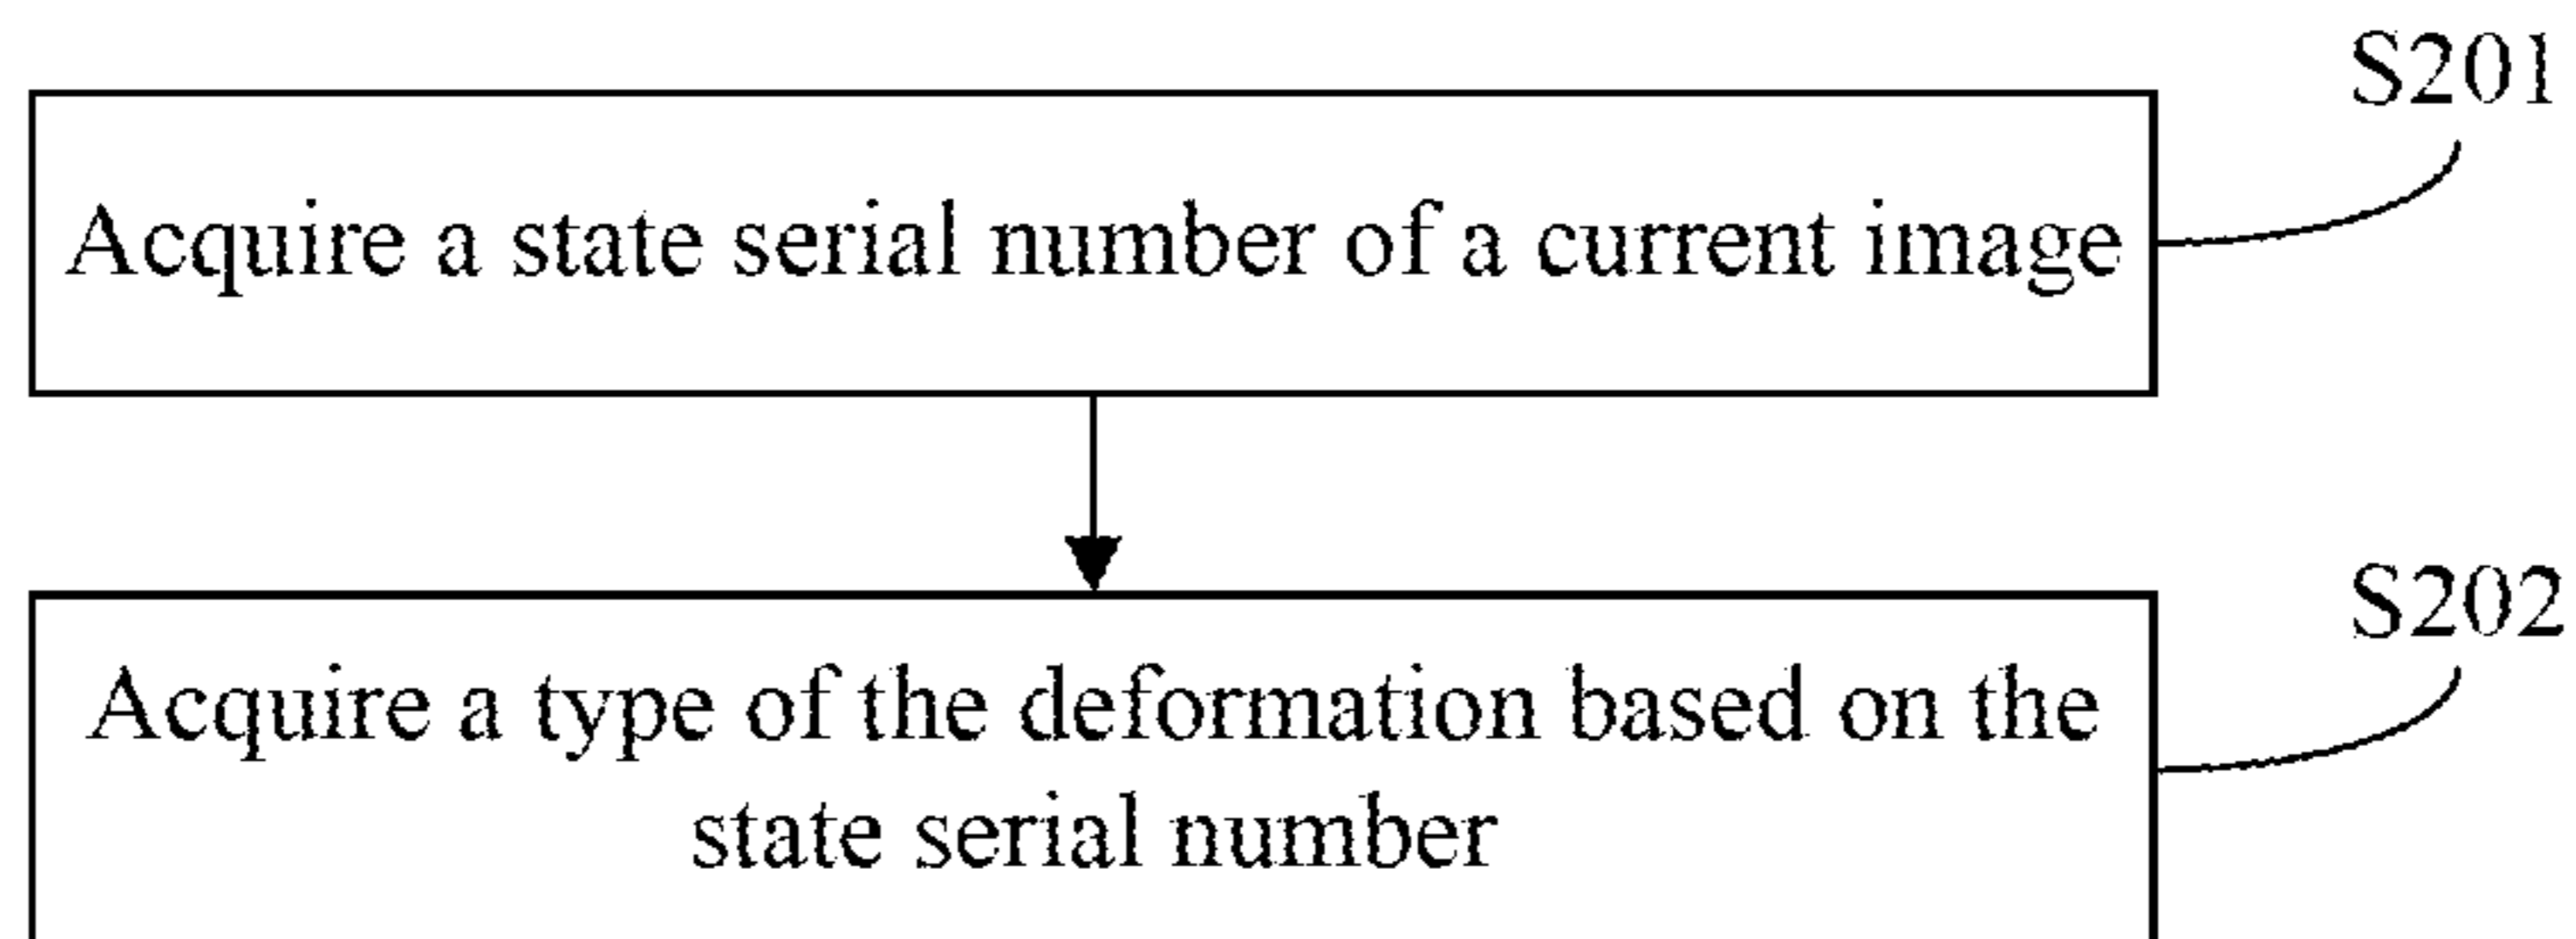 S201
Acquire a state serial number of a current image
S202
Acquire a type of the deformation based on the
state serial number